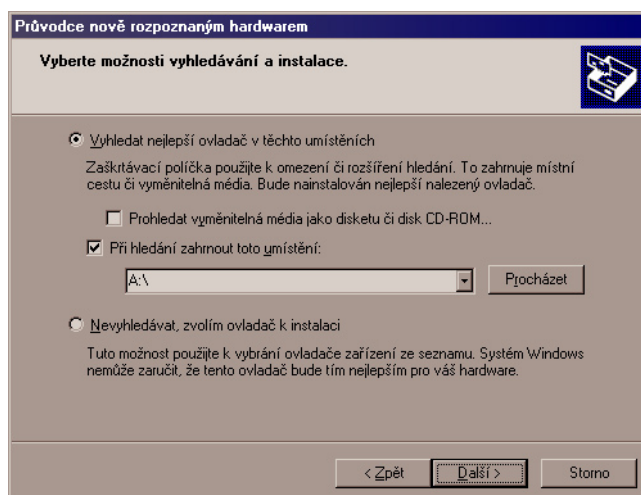 Průvodce nově rozpoznaným hardwarem
Vyberte možnosti vyhledávání a instalace.
Vyhledat nejlepší ovladač v těchto umístěních
Zaškrtávací políčka použijte k omezení či rozšíření hledání. To zahrnuje místní
cestu či vyměnitelná média. Bude nainstalován nejlepší nalezený ovladač.
Prohledat vyměnitelná média jako disketu či disk CD-ROM...
Při hledání zahrnout toto umístění:
A:\
Procházet
Nevyhledávat, zvolím ovladač k instalaci
Tuto možnost použijte k vybrání ovladače zařízení ze seznamu. Systém Windows
nemůže zaručit, že tento ovladač bude tím nejlepším pro váš hardware.
< Zpět
Další >
Storno